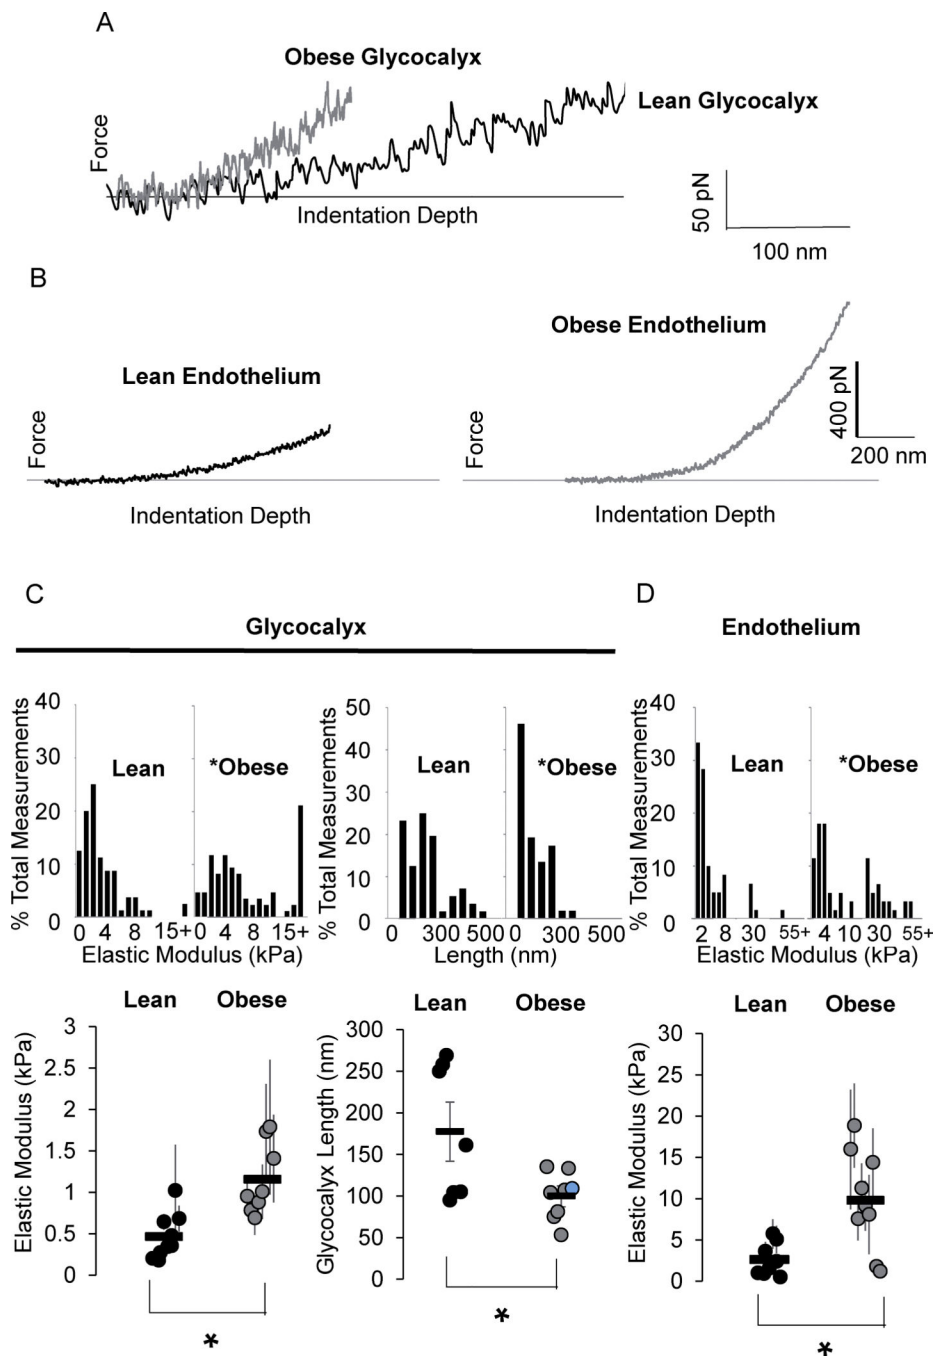 A
Obese Glycocalyx
Lean Glycocalyx
Force
Indentation Depth
50 pN
100 nm
B
Obese Endothelium
Lean Endothelium
Force
Force
400 pN
200 nm
Indentation Depth
Indentation Depth
C
D
Glycocalyx
Endothelium
% Total Measurements
40
30
20
10
0
Lean
*Obese
0 4 8 15+ 0 4 8 15+
Elastic Modulus (kPa)
% Total Measurements
50
40
30
20
10
0
Lean
*Obese
0 300 500 0 300 500
Length (nm)
% Total Measurements
40
30
20
10
0
Lean
*Obese
2 8 30 55+ 4 10 30 55+
Elastic Modulus (kPa)
Lean
Obese
Elastic Modulus (kPa)
3
2.5
2
1.5
1
0.5
0
*
Lean
Obese
Glycocalyx Length (nm)
300
250
200
150
100
50
0
*
Lean
Obese
Elastic Modulus (kPa)
30
25
20
15
10
5
0
*